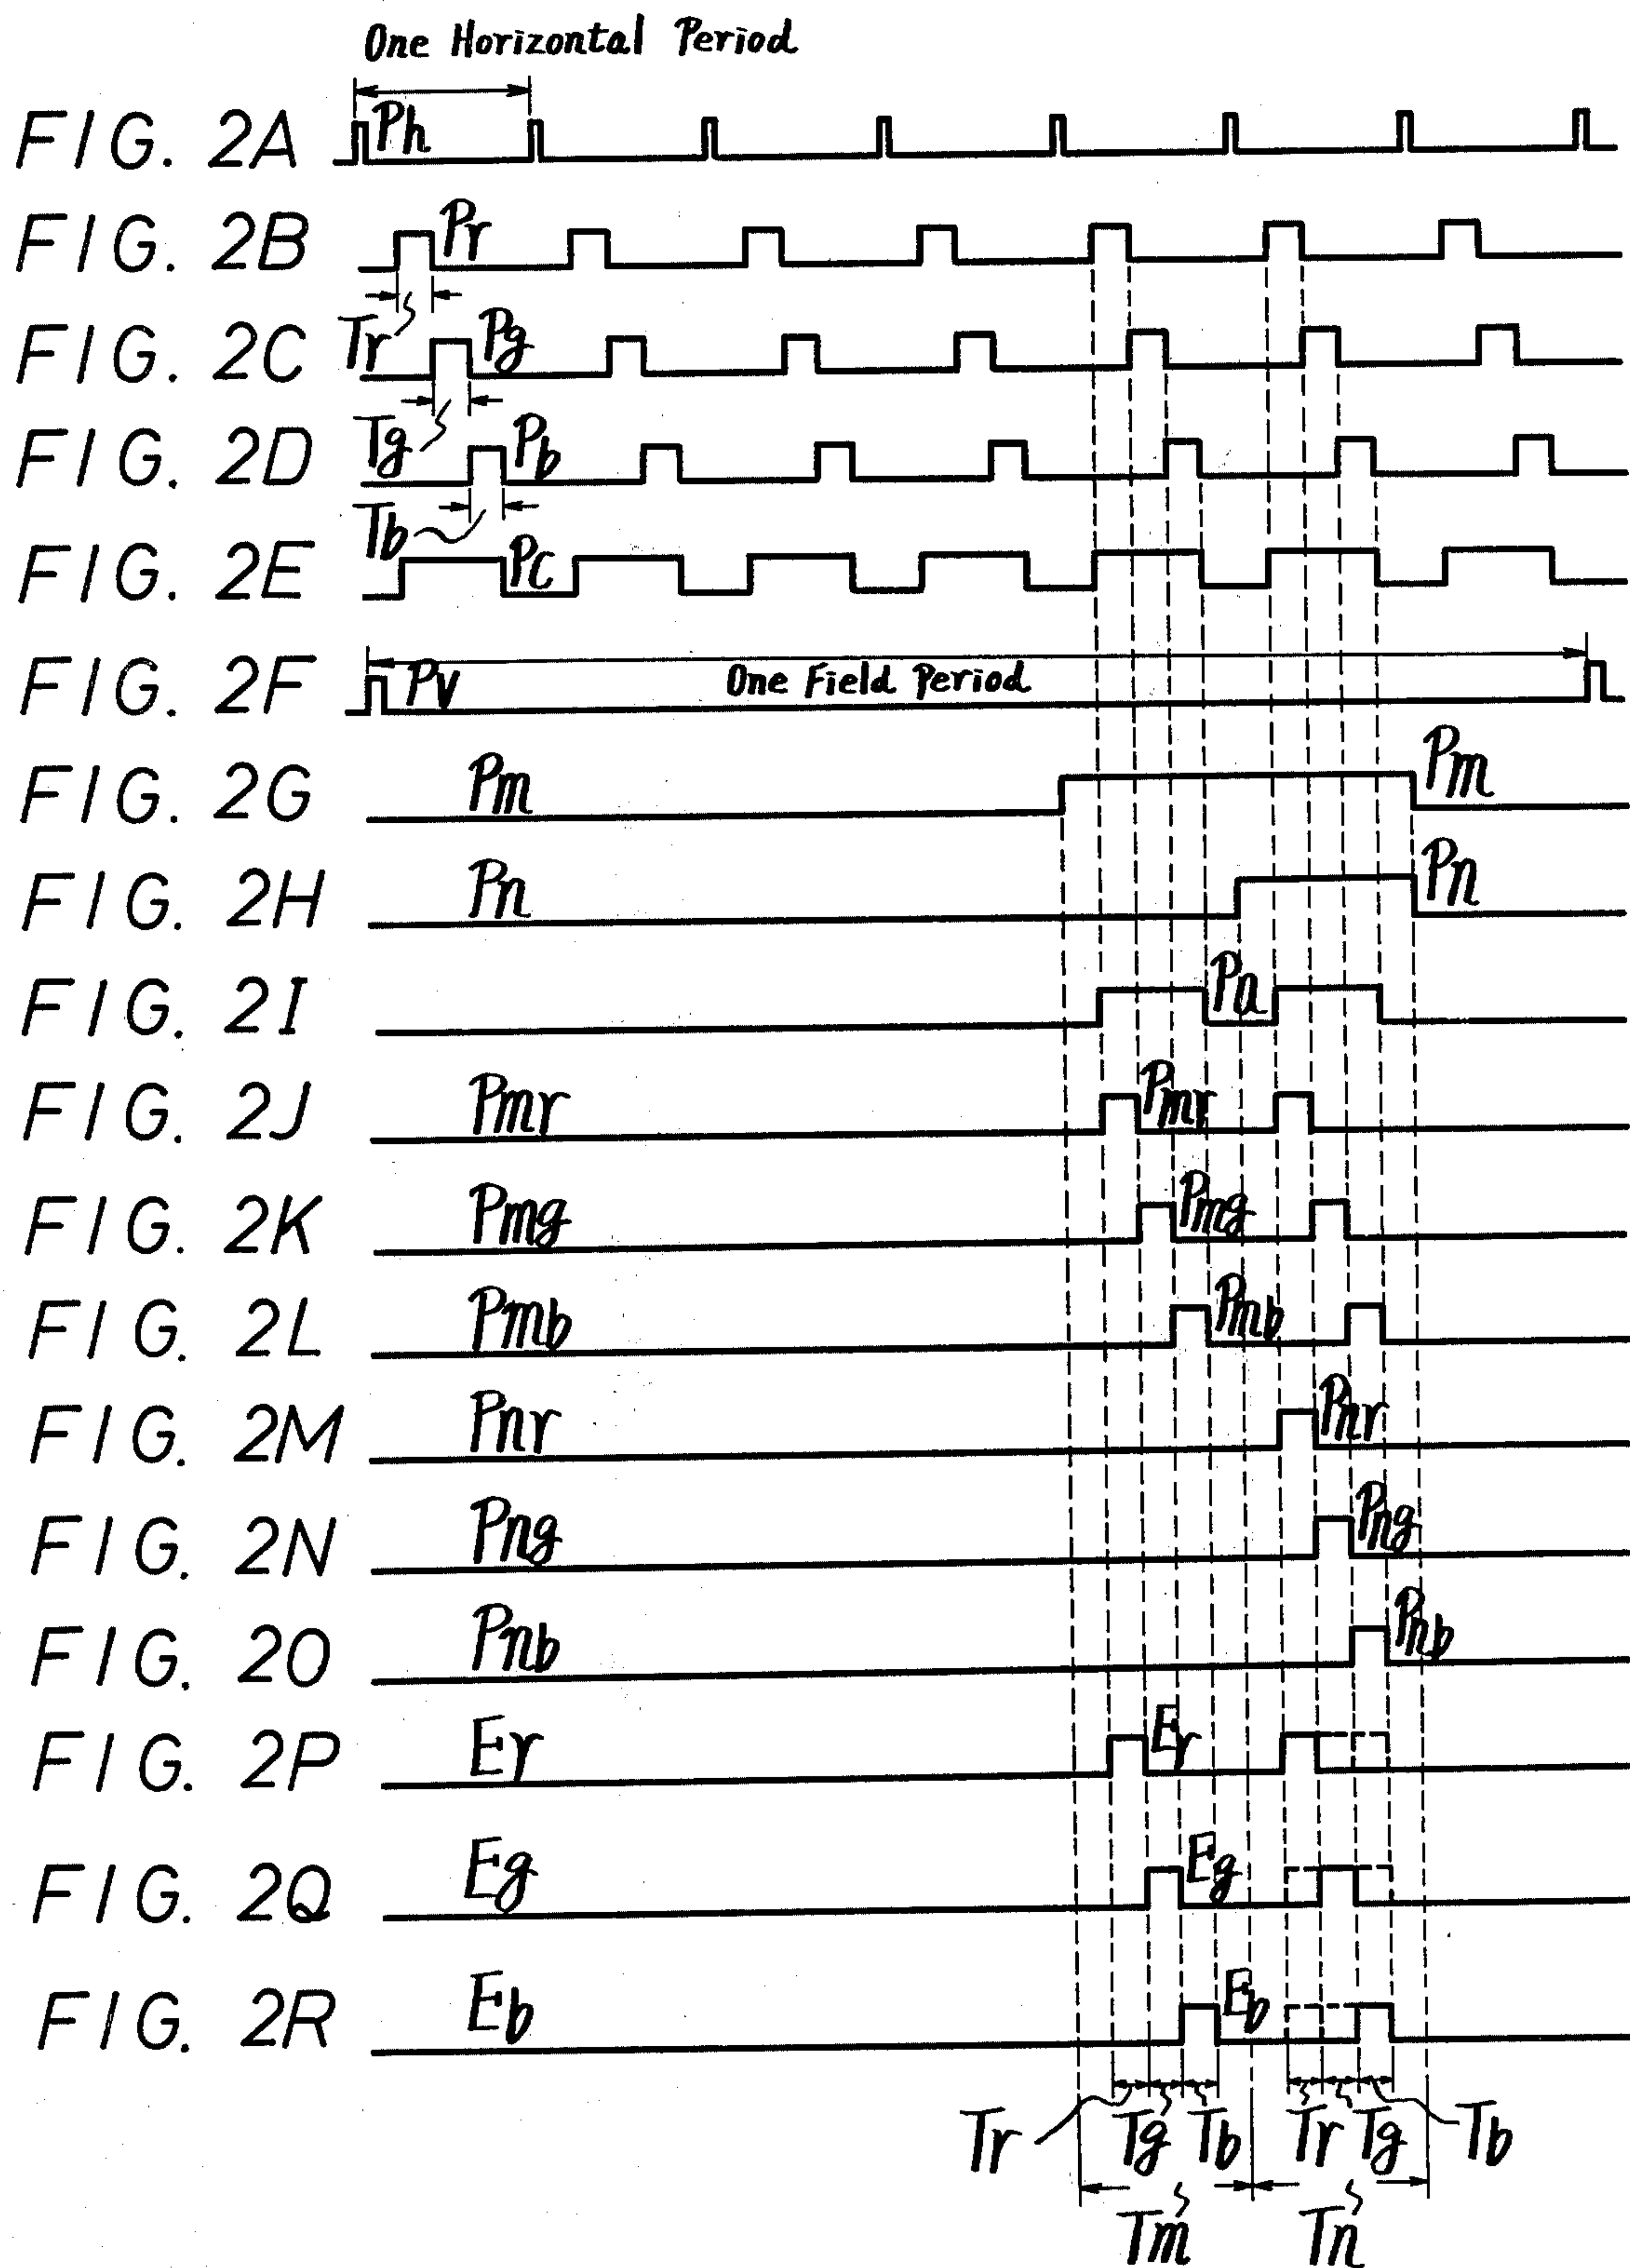 One Horizontal Period
FIG. 2A Ph
FIG. 2B Pr
Tr
FIG. 2C Pg
Tg
FIG. 2D Pb
Tb
FIG. 2E Pc
FIG. 2F Pv One Field Period
FIG. 2G Pm Pm
FIG. 2H Pn Pn
FIG. 2I Pa
FIG. 2J Pmr Pmr
FIG. 2K Pmg Pmg
FIG. 2L Pmb Pmb
FIG. 2M Pnr Pnr
FIG. 2N Png Png
FIG. 2O Pnb Pnb
FIG. 2P Er Er
FIG. 2Q Eg Eg
FIG. 2R Eb Eb
Tr Tg Tb Tr Tg Tb
Tm Tn